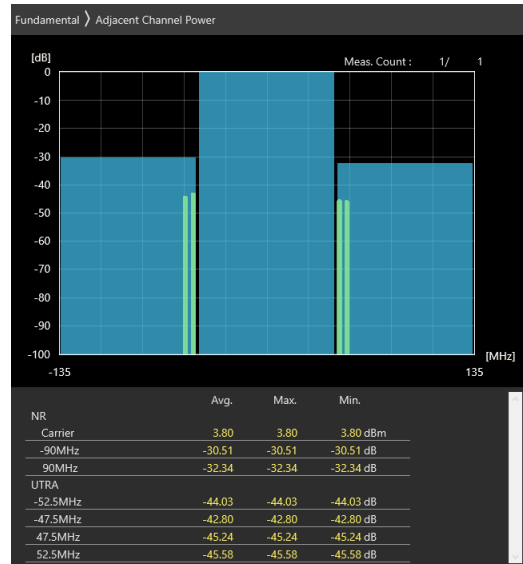 Fundamental 〉 Adjacent Channel Power
[dB]
Meas. Count : 1/ 1
0
-10
-20
-30
-40
-50
-60
-70
-80
-90
-100
[MHz]
-135 135
Avg. Max. Min.
NR
Carrier 3.80 3.80 3.80 dBm
-90MHz -30.51 -30.51 -30.51 dB
90MHz -32.34 -32.34 -32.34 dB
UTRA
-52.5MHz -44.03 -44.03 -44.03 dB
-47.5MHz -42.80 -42.80 -42.80 dB
47.5MHz -45.24 -45.24 -45.24 dB
52.5MHz -45.58 -45.58 -45.58 dB